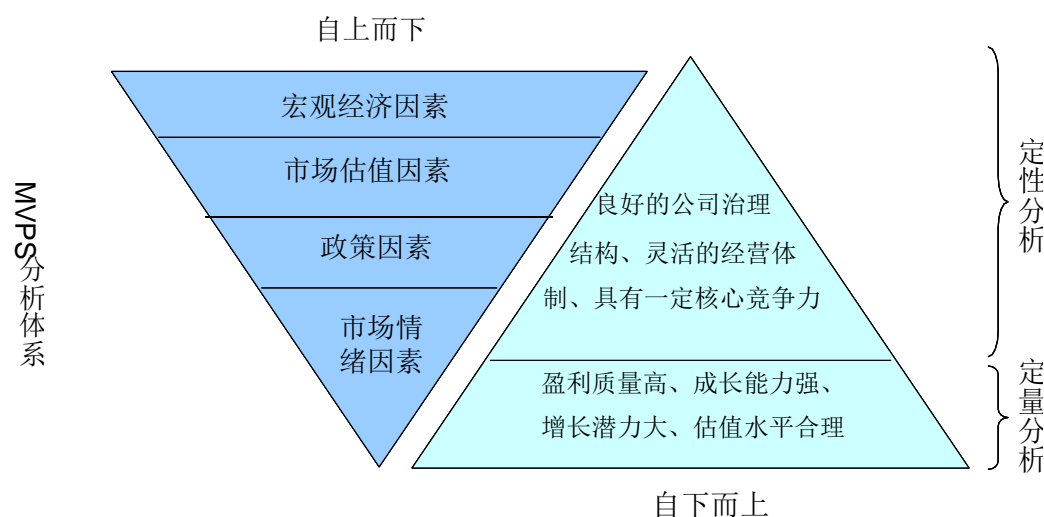 自上而下
宏观经济因素
市场估值因素
政策因素
市场情
绪因素
MVPS分析体系
良好的公司治理
结构、灵活的经营体
制、具有一定核心竞争力
盈利质量高、成长能力强、
增长潜力大、估值水平合理
定性分析
定量分析
自下而上